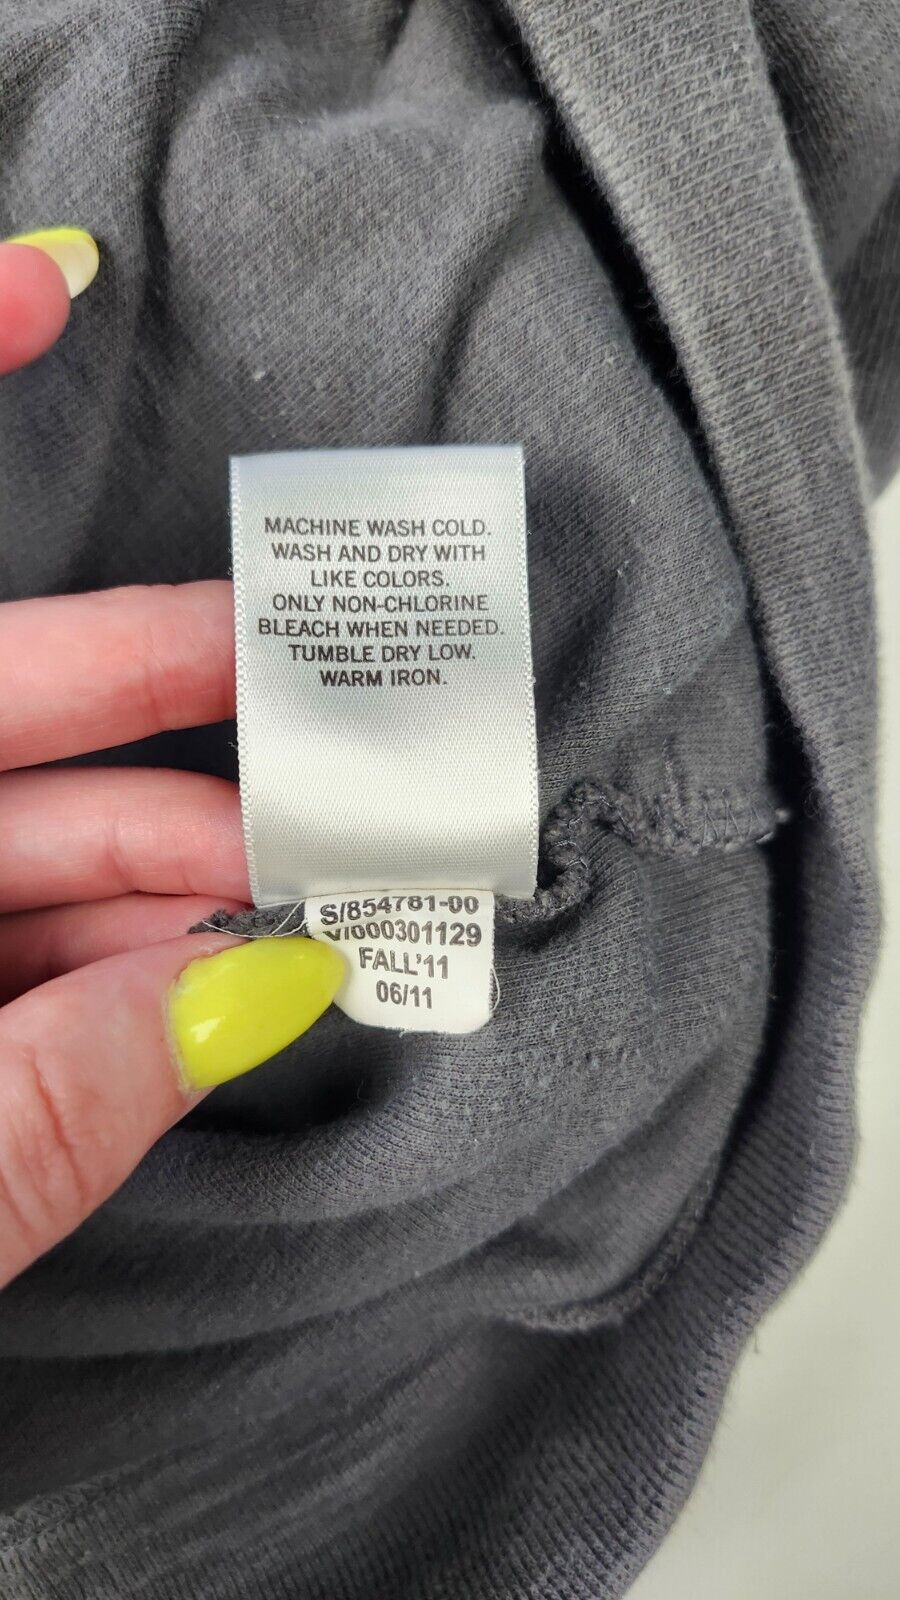 MACHINE WASH COLD.
WASH AND DRY WITH
LIKE COLORS.
ONLY NON-CHLORINE
BLEACH WHEN NEEDED.
TUMBLE DRY LOW.
WARM IRON.
S/854781-00
V/000301129
FALL'11
06/11